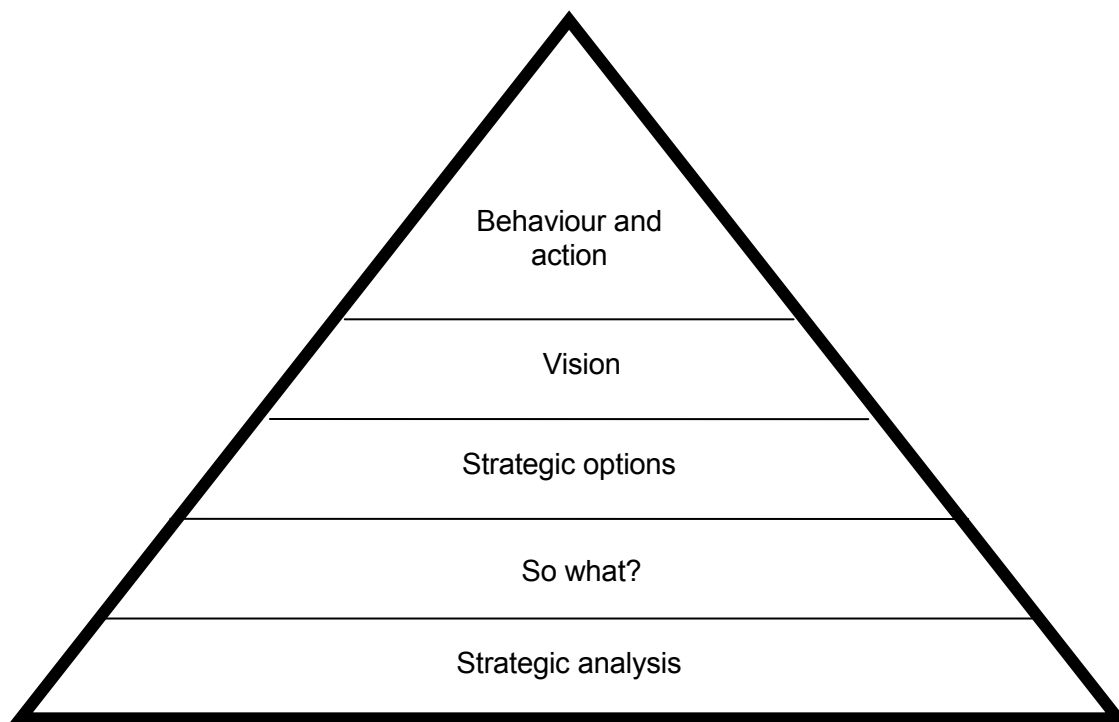 Behaviour and
action
Vision
Strategic options
So what?
Strategic analysis